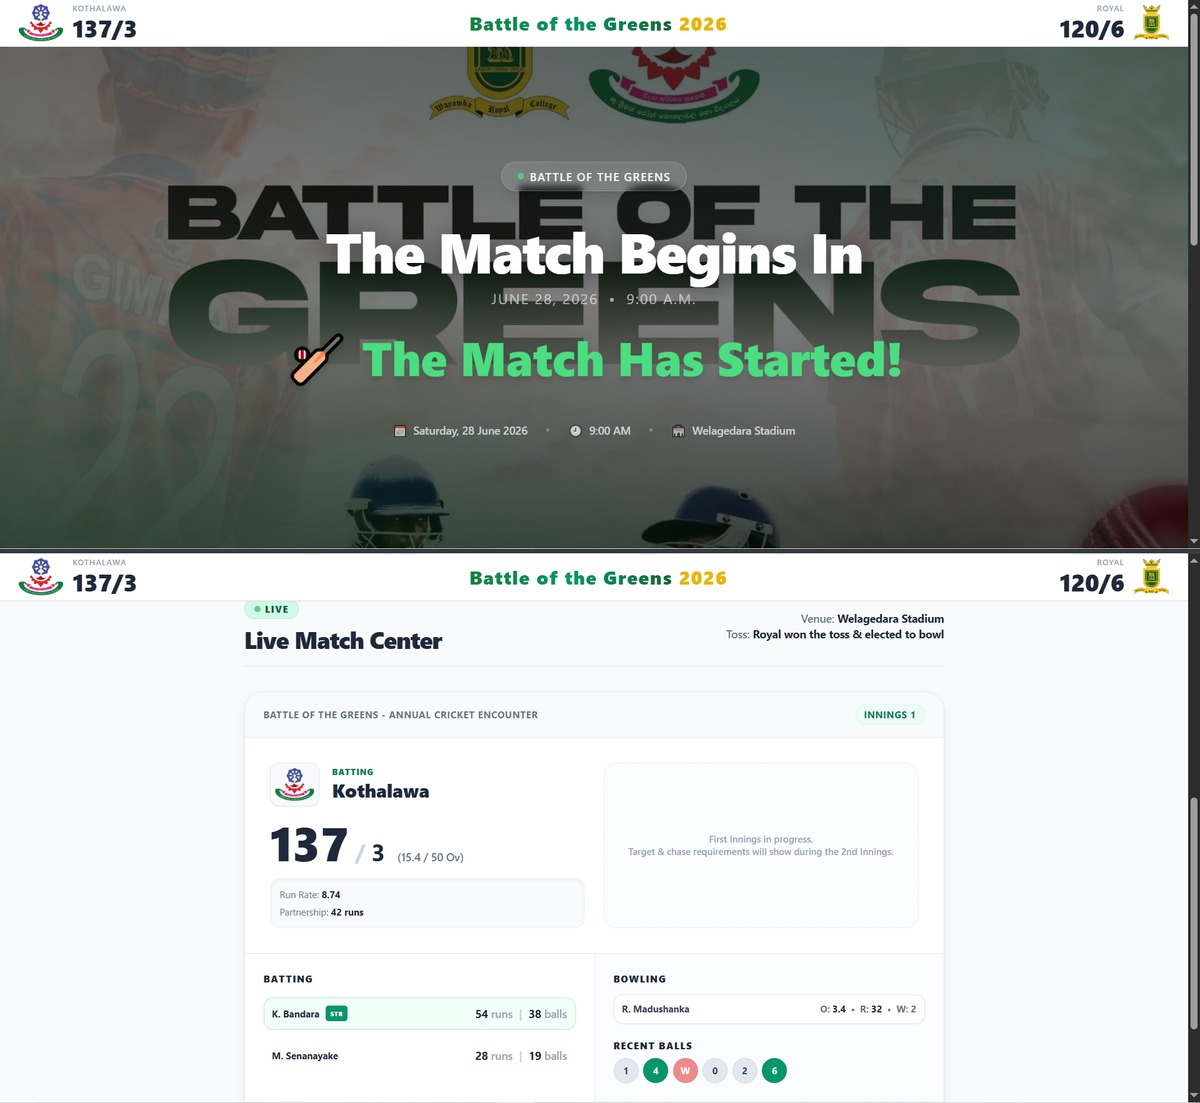 KOTHALAWA
137/3
Battle of the Greens 2026
ROYAL
120/6
Wayamba Royal College
BATTLE OF THE GREENS
BATTLE OF THE
The Match Begins In
GREENS
JUNE 28, 2026 • 9:00 A.M.
The Match Has Started!
Saturday, 28 June 2026 • 9:00 AM • Welagedara Stadium
KOTHALAWA
137/3
Battle of the Greens 2026
ROYAL
120/6
LIVE
Live Match Center
Venue: Welagedara Stadium
Toss: Royal won the toss & elected to bowl
BATTLE OF THE GREENS - ANNUAL CRICKET ENCOUNTER
INNINGS 1
BATTING
Kothalawa
137 / 3 (15.4 / 50 Ov)
Run Rate: 8.74
Partnership: 42 runs
First Innings in progress.
Target & chase requirements will show during the 2nd Innings.
BATTING
K. Bandara STR 54 runs | 38 balls
M. Senanayake 28 runs | 19 balls
BOWLING
R. Madushanka O: 3.4 • R: 32 • W: 2
RECENT BALLS
1 4 W 0 2 6